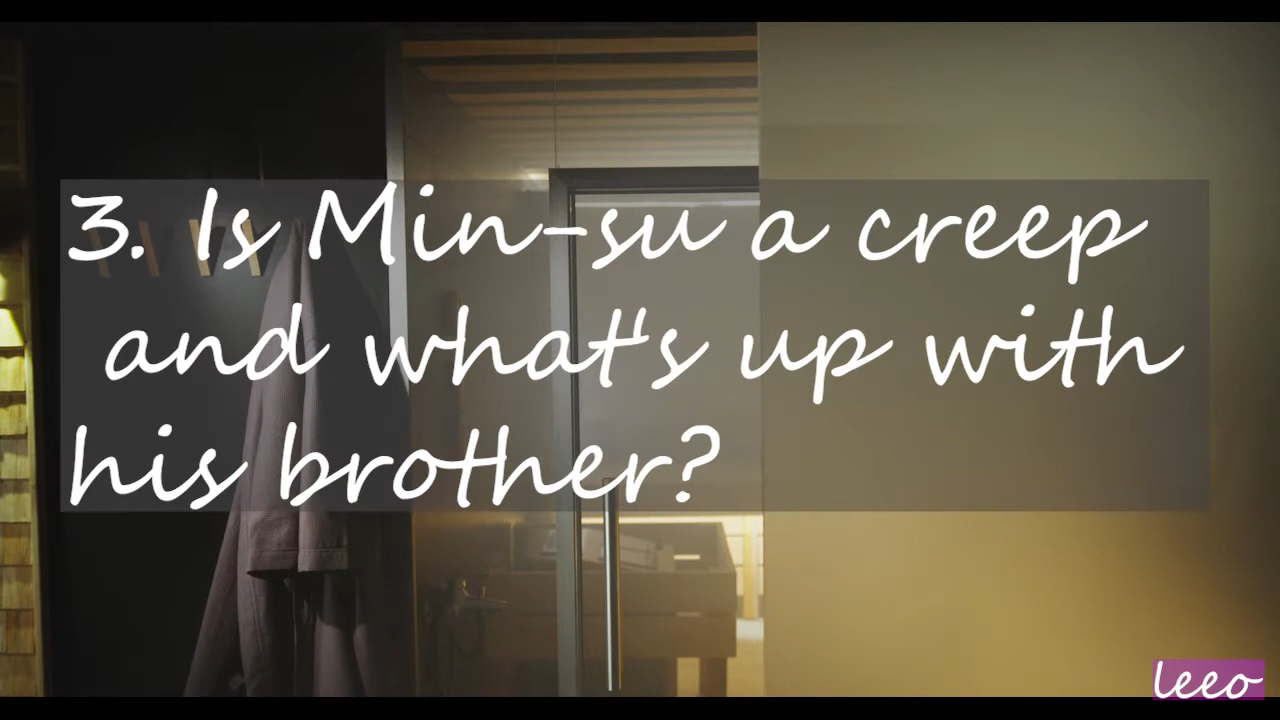 3. Is Min-su a creep
and what's up with
his brother?
leeo